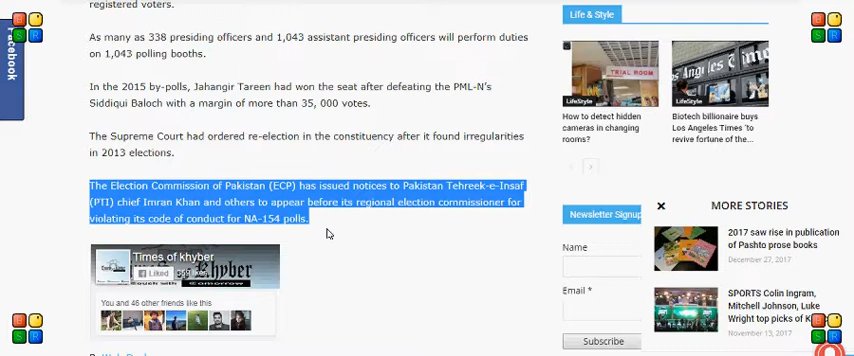 registered voters.
As many as 338 presiding officers and 1,043 assistant presiding officers will perform duties
on 1,043 polling booths.
In the 2015 by-polls, Jahangir Tareen had won the seat after defeating the PML-N's
Siddiqui Baloch with a margin of more than 35, 000 votes.
The Supreme Court had ordered re-election in the constituency after it found irregularities
in 2013 elections.
The Election Commission of Pakistan (ECP) has issued notices to Pakistan Tehreek-e-Insaf
(PTI) chief Imran Khan and others to appear before its regional election commissioner for
violating its code of conduct for NA-154 polls.
Times of khyber
Liked
You and 46 other friends like this
Facebook
B
S R
B
S R
B
S R
B
S R
Life & Style
TRIAL ROOM
LifeStyle
How to detect hidden
cameras in changing
rooms?
Angeles Times
LifeStyle
Biotech billionaire buys
Los Angeles Times 'to
revive fortune of the...
Newsletter Signup
Name
Email *
Subscribe
MORE STORIES
2017 saw rise in publication
of Pashto prose books
December 27, 2017
SPORTS Colin Ingram,
Mitchell Johnson, Luke
Wright top picks of
November 13, 2017